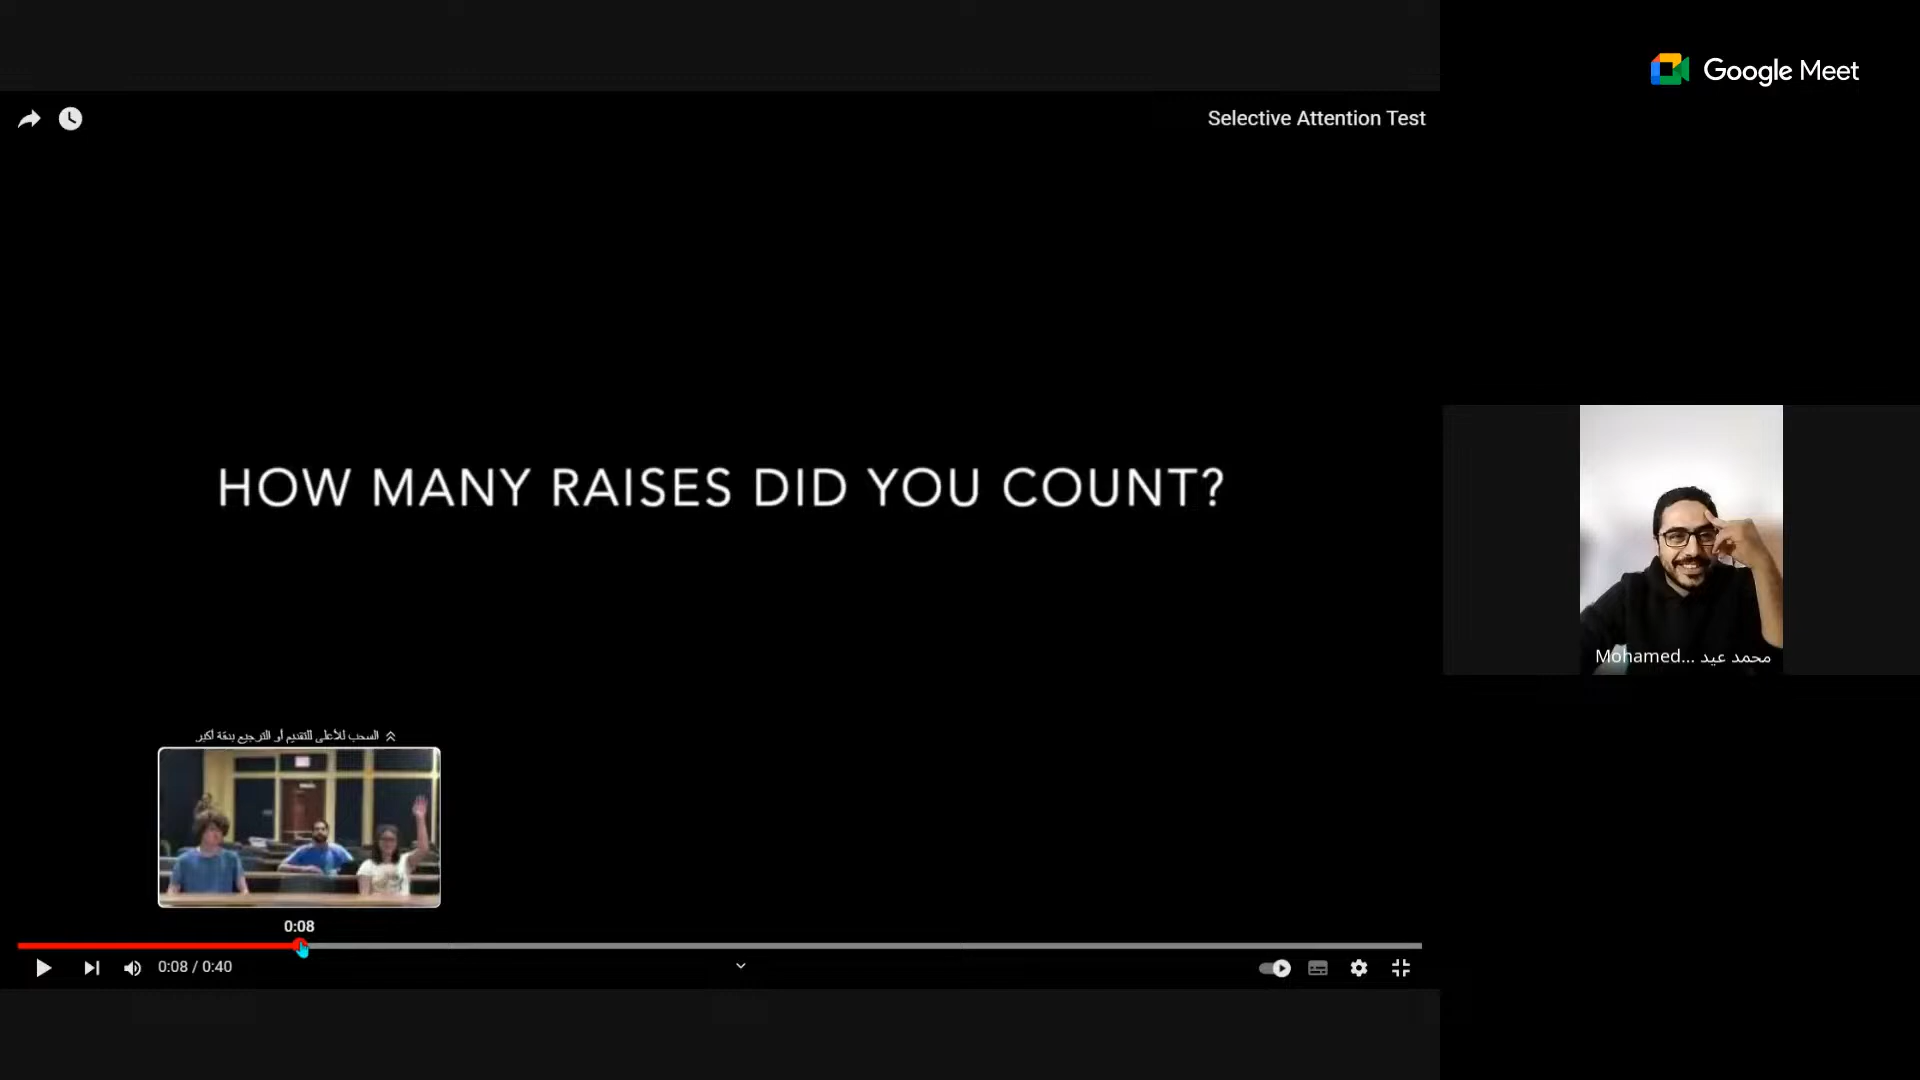 Google Meet
Selective Attention Test
HOW MANY RAISES DID YOU COUNT?
Mohamed... محمد عيد
السحب للأعلى للتقديم أو الترجيع بدقة أكبر
0:08
0:08 / 0:40